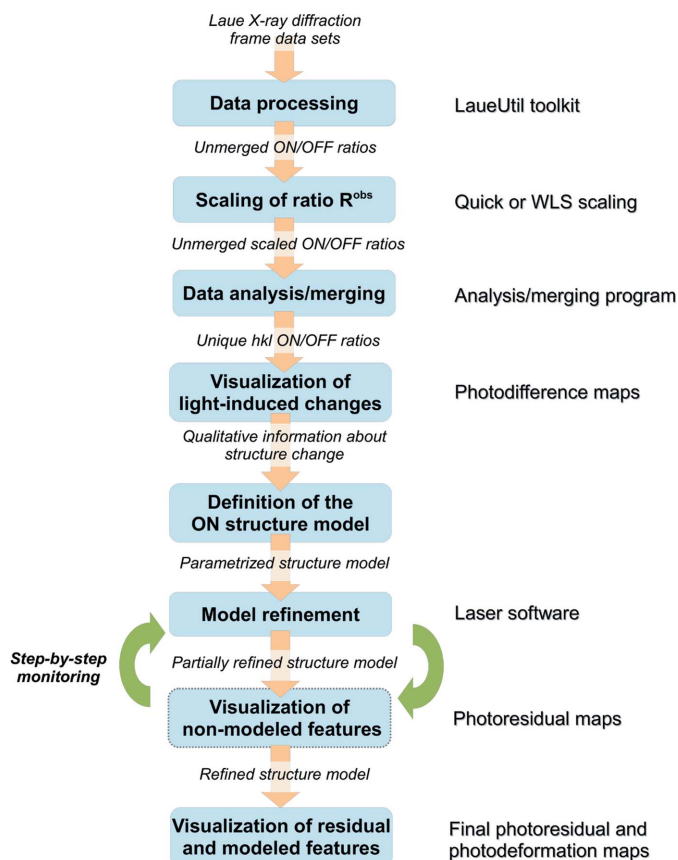 Laue X-ray diffraction
frame data sets
Data processing
LaueUtil toolkit
Unmerged ON/OFF ratios
Scaling of ratio R^obs
Quick or WLS scaling
Unmerged scaled ON/OFF ratios
Data analysis/merging
Analysis/merging program
Unique hkl ON/OFF ratios
Visualization of
light-induced changes
Photodifference maps
Qualitative information about
structure change
Definition of the
ON structure model
Parametrized structure model
Model refinement
Laser software
Step-by-step
monitoring
Partially refined structure model
Visualization of
non-modeled features
Photoresidual maps
Refined structure model
Visualization of residual
and modeled features
Final photoresidual and
photodeformation maps